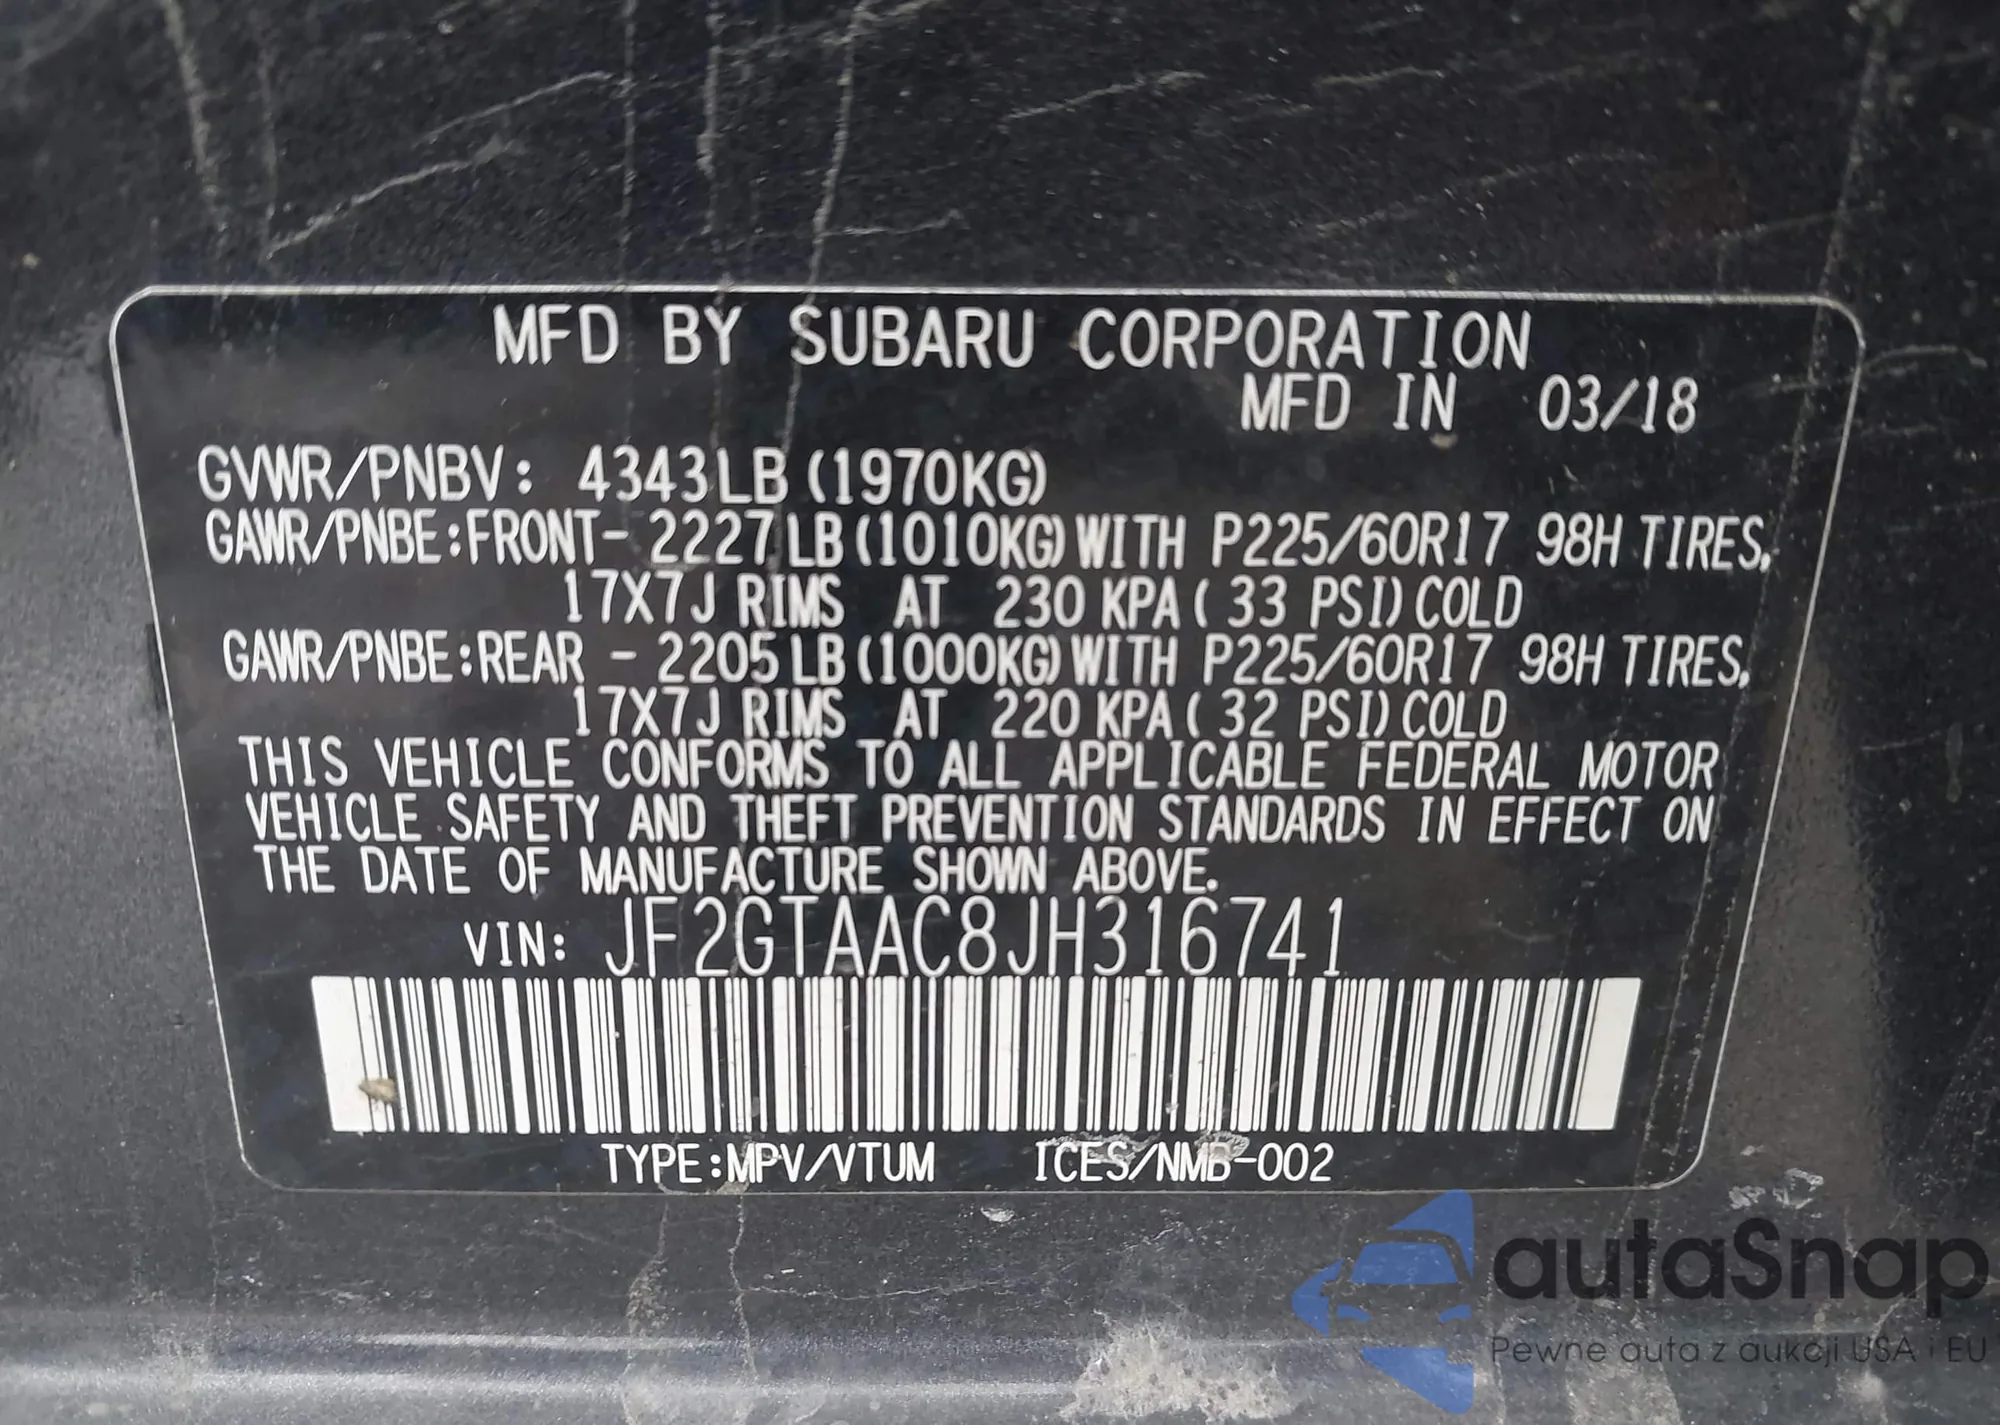 MFD BY SUBARU CORPORATION
MFD IN 03/18
GVWR/PNBV: 4343LB (1970KG)
GAWR/PNBE:FRONT- 2227LB(1010KG)WITH P225/60R17 98H TIRES,
17X7J RIMS AT 230 KPA( 33 PSI)COLD
GAWR/PNBE:REAR - 2205LB(1000KG)WITH P225/60R17 98H TIRES,
17X7J RIMS AT 220 KPA( 32 PSI)COLD
THIS VEHICLE CONFORMS TO ALL APPLICABLE FEDERAL MOTOR
VEHICLE SAFETY AND THEFT PREVENTION STANDARDS IN EFFECT ON
THE DATE OF MANUFACTURE SHOWN ABOVE.
VIN: JF2GTAAC8JH316741
TYPE:MPV/VTUM ICES/NMB-002
autaSnap
Pewne auta z aukcji USA i EU